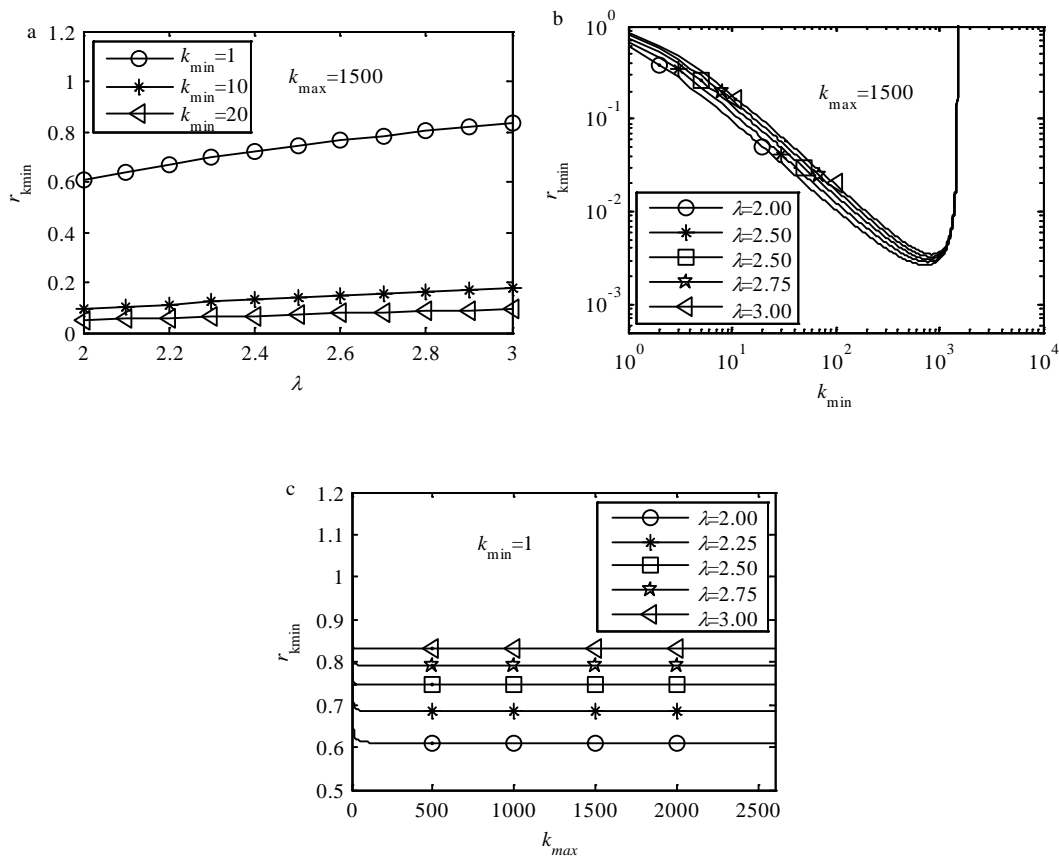 a
1.2
1
0.8
0.6
0.4
0.2
0
r_kmin
k_min=1
k_min=10
k_min=20
k_max=1500
2 2.2 2.4 2.6 2.8 3
λ
b
10^0
10^-1
10^-2
10^-3
r_kmin
k_max=1500
λ=2.00
λ=2.50
λ=2.50
λ=2.75
λ=3.00
10^0 10^1 10^2 10^3 10^4
k_min
c
1.2
1.1
1
0.9
0.8
0.7
0.6
0.5
r_kmin
k_min=1
λ=2.00
λ=2.25
λ=2.50
λ=2.75
λ=3.00
0 500 1000 1500 2000 2500
k_max